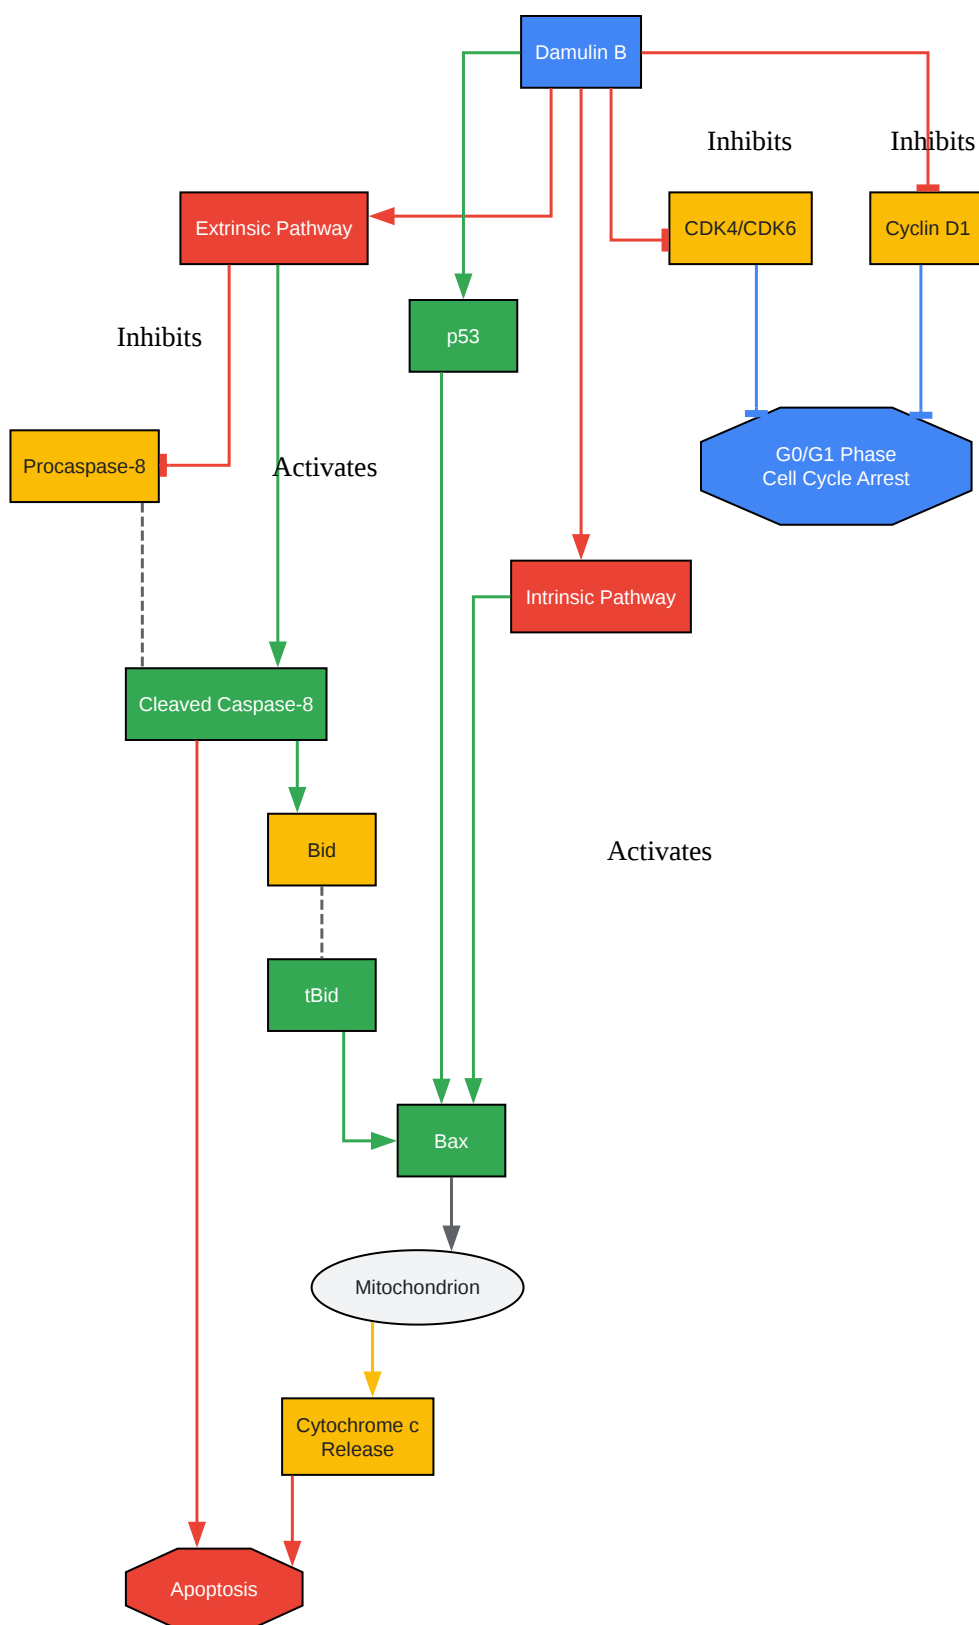 Damulin B
Inhibits
Inhibits
Extrinsic Pathway
CDK4/CDK6
Cyclin D1
Inhibits
p53
Procaspase-8
Activates
G0/G1 Phase
Cell Cycle Arrest
Intrinsic Pathway
Cleaved Caspase-8
Bid
Activates
tBid
Bax
Mitochondrion
Cytochrome c
Release
Apoptosis